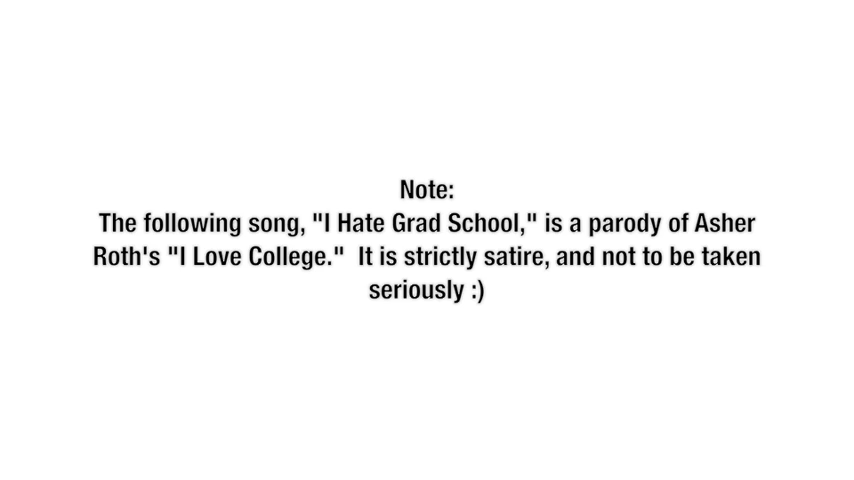 Note:
The following song, "I Hate Grad School," is a parody of Asher
Roth's "I Love College."  It is strictly satire, and not to be taken
seriously :)